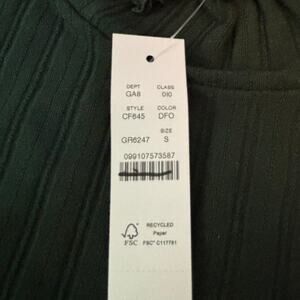 DEPT CLASS
GA8 010
STYLE COLOR
CF645 DFO
SIZE
GR6247 S
099107573587
RECYCLED
Paper
FSC
FSC® C117781